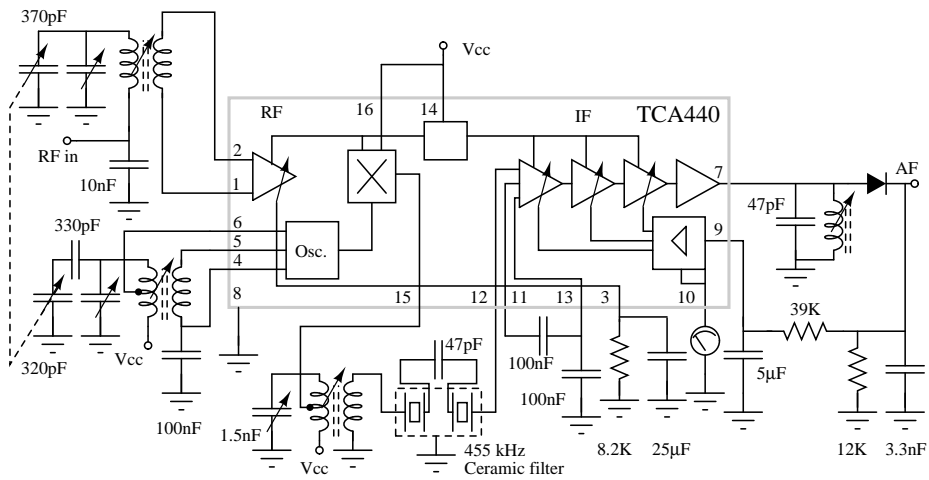 370pF
Vcc
RF
16
14
IF
TCA440
2
RF in
1
7
AF
10nF
47pF
330pF
6
5
Osc.
9
4
8
15
12
11
13
3
10
39K
Vcc
320pF
47pF
100nF
5µF
100nF
100nF
1.5nF
Vcc
455 kHz
Ceramic filter
8.2K
25µF
12K
3.3nF